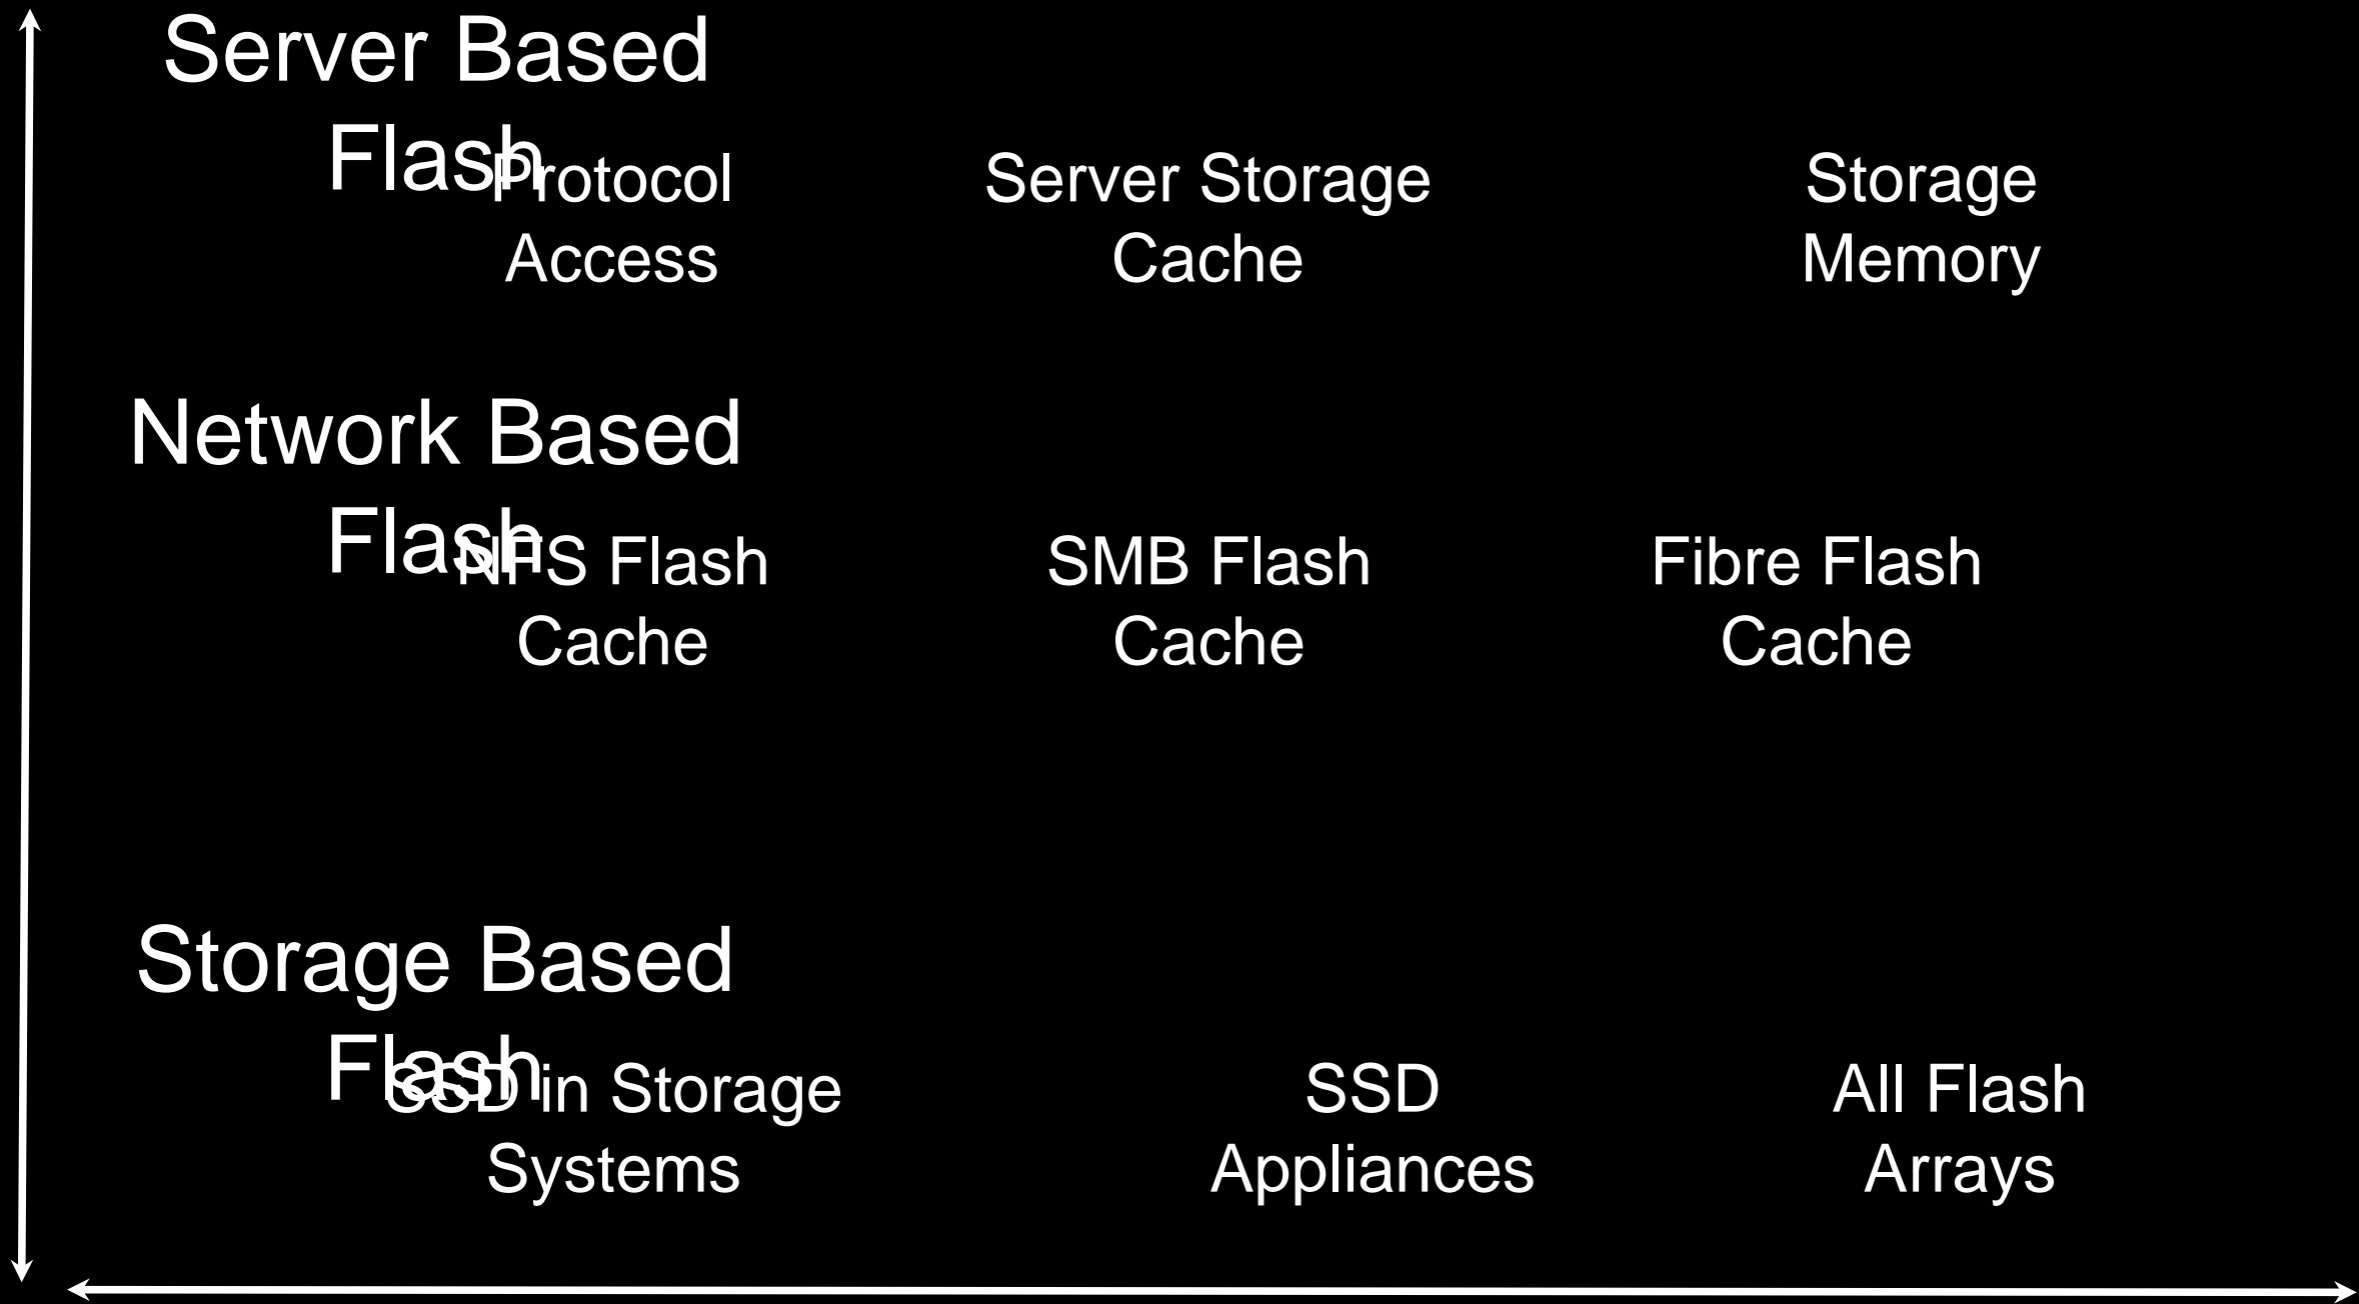 Server Based
Flash
Protocol
Access
Server Storage
Cache
Storage
Memory
Network Based
Flash
NFS Flash
Cache
SMB Flash
Cache
Fibre Flash
Cache
Storage Based
Flash
SSD in Storage
Systems
SSD
Appliances
All Flash
Arrays